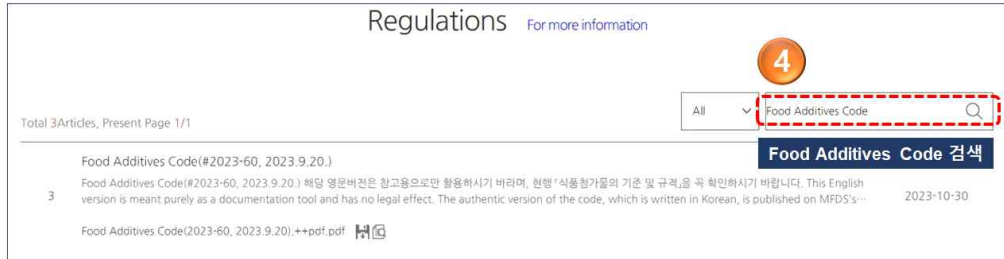 Regulations For more information
4
All Food Additives Code
Total 3Articles, Present Page 1/1
Food Additives Code 검색
Food Additives Code(#2023-60, 2023.9.20.)
Food Additives Code(#2023-60, 2023.9.20.) 해당 영문버전은 참고용으로만 활용하시기 바라며, 현행 「식품첨가물의 기준 및 규격」을 꼭 확인하시기 바랍니다. This English
3 version is meant purely as a documentation tool and has no legal effect. The authentic version of the code, which is written in Korean, is published on MFDS's… 2023-10-30
Food Additives Code(2023-60, 2023.9.20).++pdf.pdf